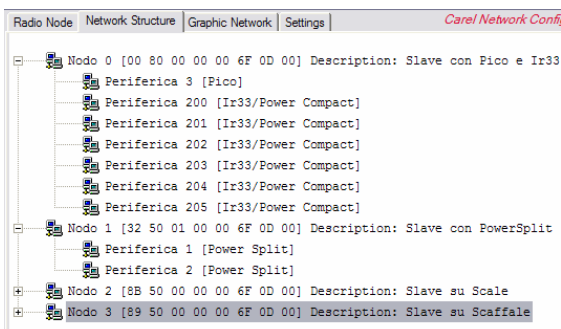 Radio Node Network Structure Graphic Network Settings Carel Network Confi
Nodo 0 [00 80 00 00 00 6F 0D 00] Description: Slave con Pico e Ir33
Periferica 3 [Pico]
Periferica 200 [Ir33/Power Compact]
Periferica 201 [Ir33/Power Compact]
Periferica 202 [Ir33/Power Compact]
Periferica 203 [Ir33/Power Compact]
Periferica 204 [Ir33/Power Compact]
Periferica 205 [Ir33/Power Compact]
Nodo 1 [32 50 01 00 00 6F 0D 00] Description: Slave con PowerSplit
Periferica 1 [Power Split]
Periferica 2 [Power Split]
Nodo 2 [8B 50 00 00 00 6F 0D 00] Description: Slave su Scale
Nodo 3 [89 50 00 00 00 6F 0D 00] Description: Slave su Scaffale